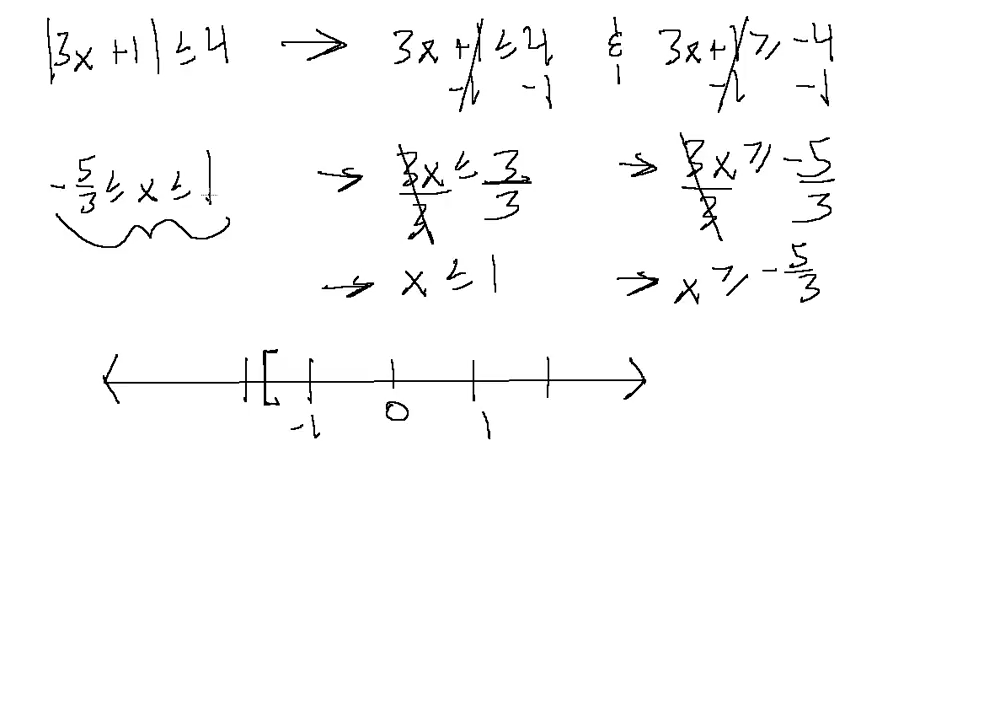 |3x + 1| ≤ 4 → 3x + 1 ≤ 4 & 3x + 1 ≥ -4
-1 -1 -1 -1
-5/3 ≤ x ≤ 1 → 3x/3 ≤ 3/3 → 3x/3 ≥ -5/3
→ x ≤ 1 → x ≥ -5/3
[
-1 0 1